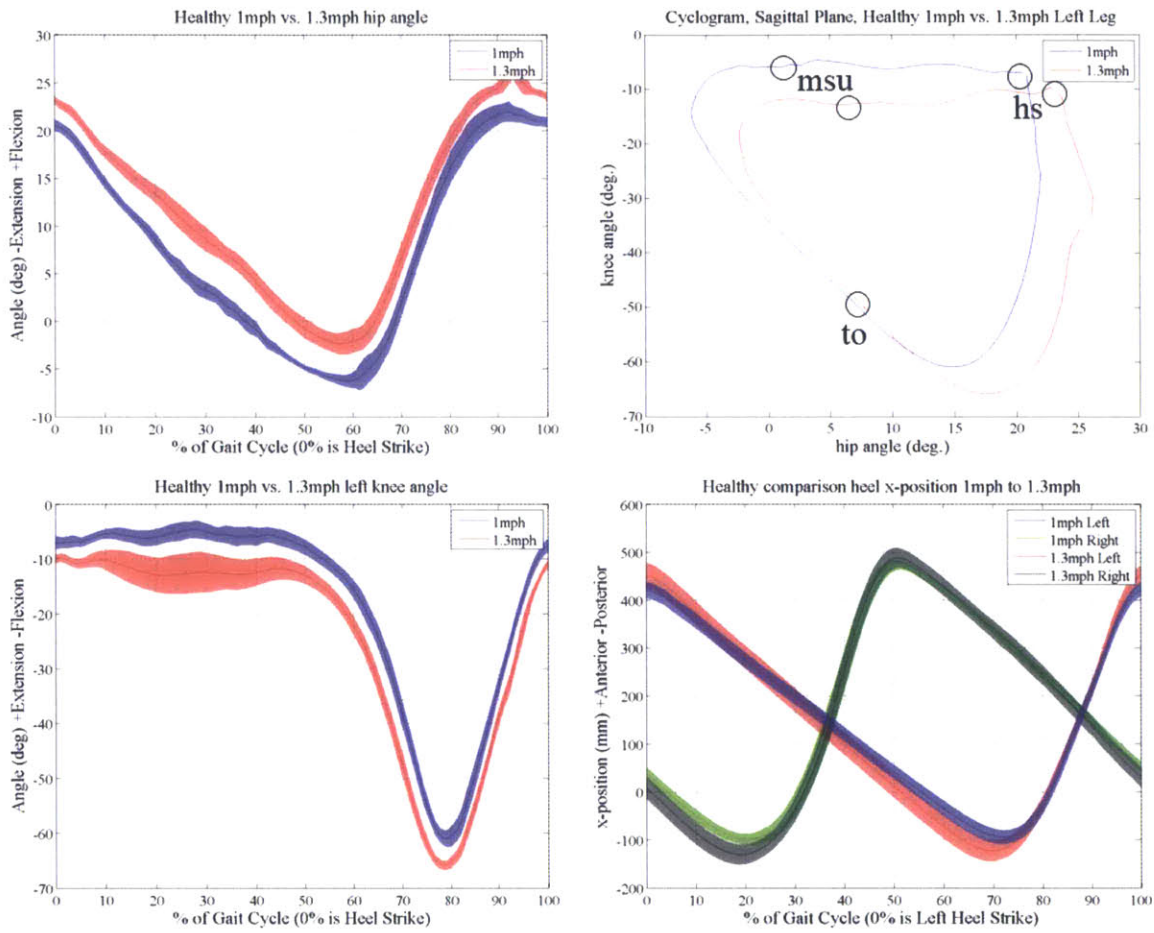 Healthy 1mph vs. 1.3mph hip angle
30
25
20
15
10
5
0
-5
-10
Angle (deg) -Extension +Flexion
1mph
1.3mph
0 10 20 30 40 50 60 70 80 90 100
% of Gait Cycle (0% is Heel Strike)
Cyclogram, Sagittal Plane, Healthy 1mph vs. 1.3mph Left Leg
0
-10
-20
-30
-40
-50
-60
-70
knee angle (deg.)
1mph
1.3mph
msu
hs
to
-10 -5 0 5 10 15 20 25 30
hip angle (deg.)
Healthy 1mph vs. 1.3mph left knee angle
0
-10
-20
-30
-40
-50
-60
-70
Angle (deg) +Extension -Flexion
1mph
1.3mph
0 10 20 30 40 50 60 70 80 90 100
% of Gait Cycle (0% is Heel Strike)
Healthy comparison heel x-position 1mph to 1.3mph
600
500
400
300
200
100
0
-100
-200
x-position (mm) +Anterior -Posterior
1mph Left
1mph Right
1.3mph Left
1.3mph Right
0 10 20 30 40 50 60 70 80 90 100
% of Gait Cycle (0% is Left Heel Strike)